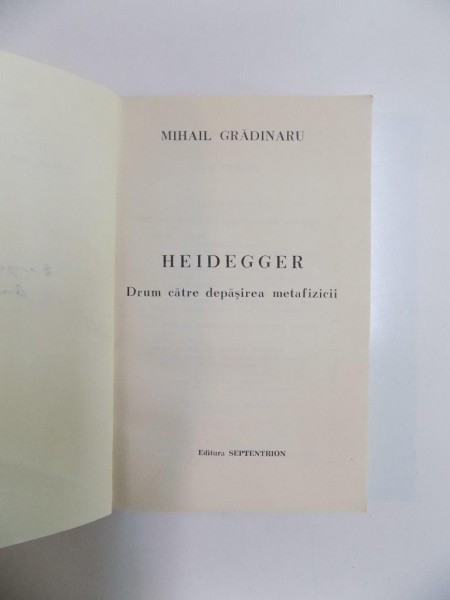 MIHAIL GRĂDINARU
HEIDEGGER
Drum către depășirea metafizicii
Editura SEPTENTRION